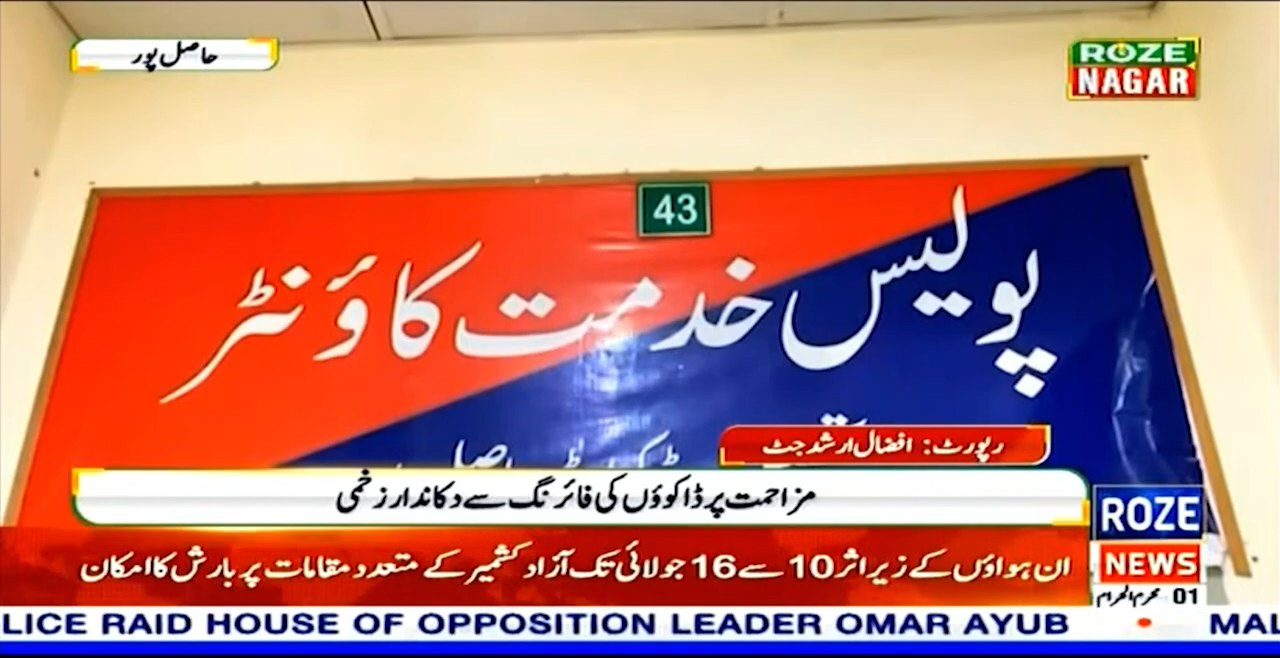 حاصل پور
ROZE
NAGAR
43
پولیس خدمت کاؤنٹر
رپورٹ: افضال ارشد جٹ
مزاحمت پر ڈاکوؤں کی فائرنگ سے دکاندار زخمی
ROZE
NEWS
ان ہواؤں کے زیر اثر 10 سے 16 جولائی تک آزاد کشمیر کے متعدد مقامات پر بارش کا امکان
01 محرم الحرام
LICE RAID HOUSE OF OPPOSITION LEADER OMAR AYUB • MAL